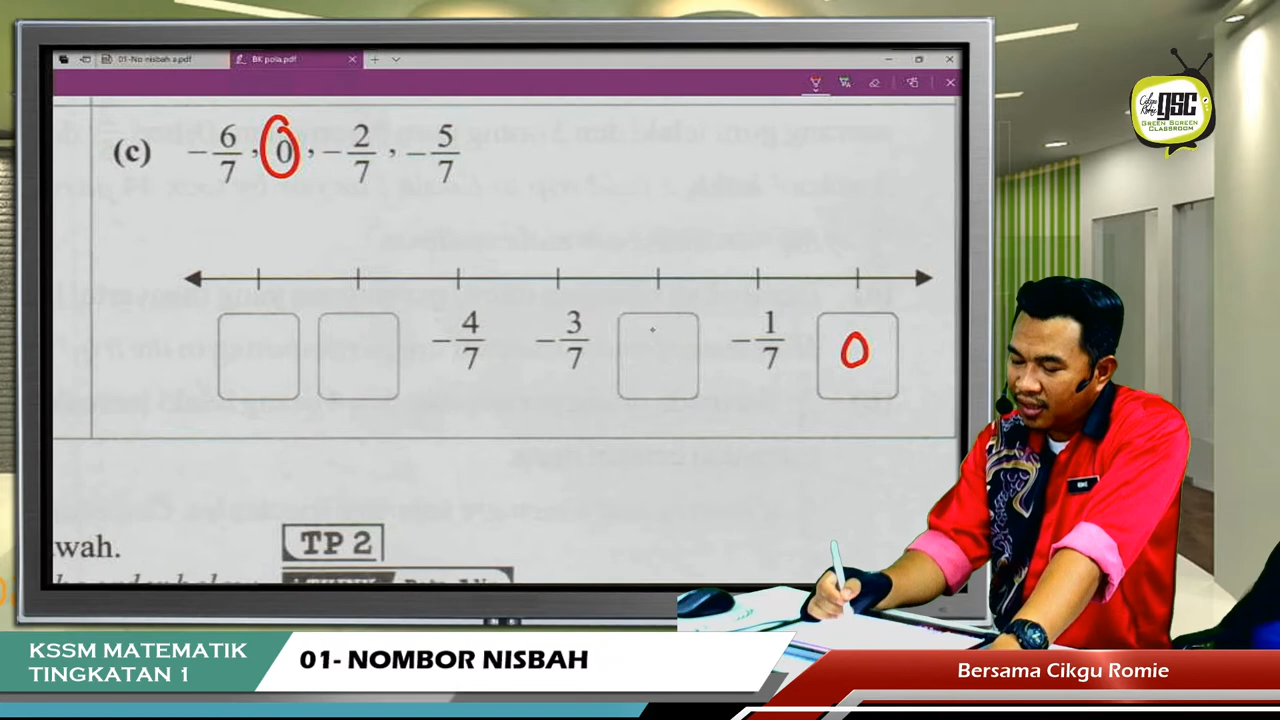 01-No nisbah a.pdf
BK pola.pdf
(c) -6/7, 0, -2/7, -5/7
-4/7 -3/7 -1/7 0
wah.
TP 2
Cikgu Romie GSC
GREEN SCREEN
CLASSROOM
KSSM MATEMATIK
TINGKATAN 1
01- NOMBOR NISBAH
Bersama Cikgu Romie